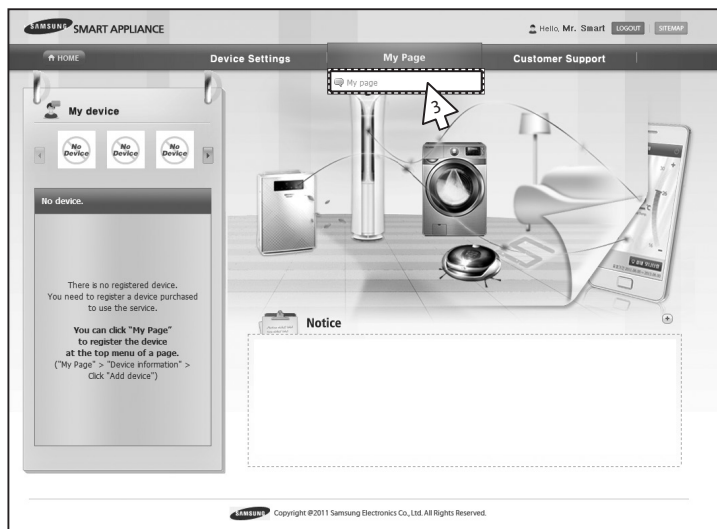 SAMSUNG SMART APPLIANCE
Hello, Mr. Smart LOGOUT SITEMAP
HOME Device Settings My Page Customer Support
My page
3
My device
No Device No Device No Device
No device.
There is no registered device.
You need to register a device purchased
to use the service.
You can click "My Page"
to register the device
at the top menu of a page.
("My Page" > "Device information" >
Click "Add device")
Notice
SAMSUNG Copyright @2011 Samsung Electronics Co., Ltd. All Rights Reserved.